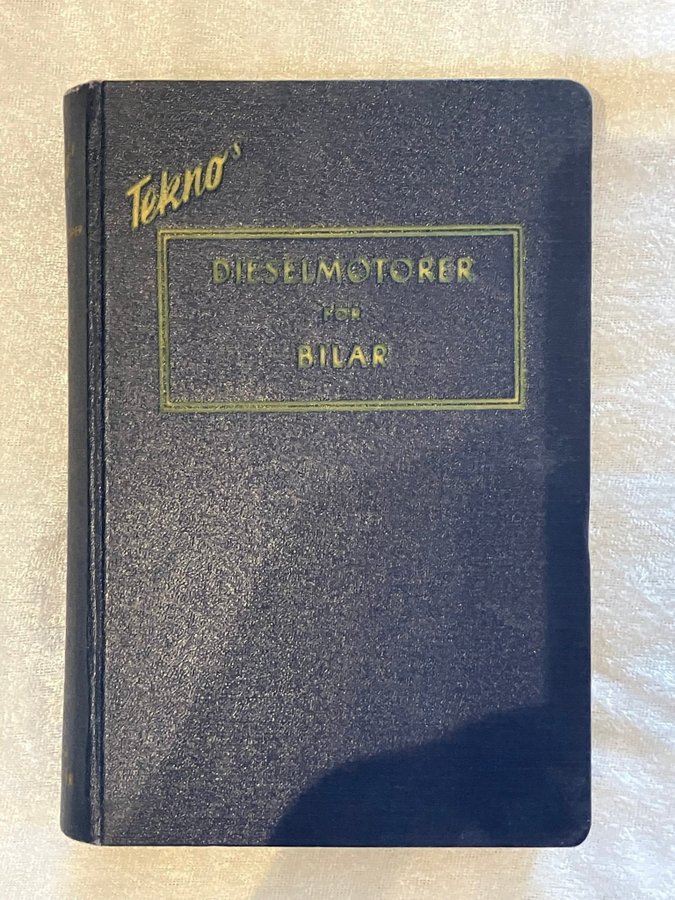 Tekno's
DIESELMOTORER
FÖR
BILAR